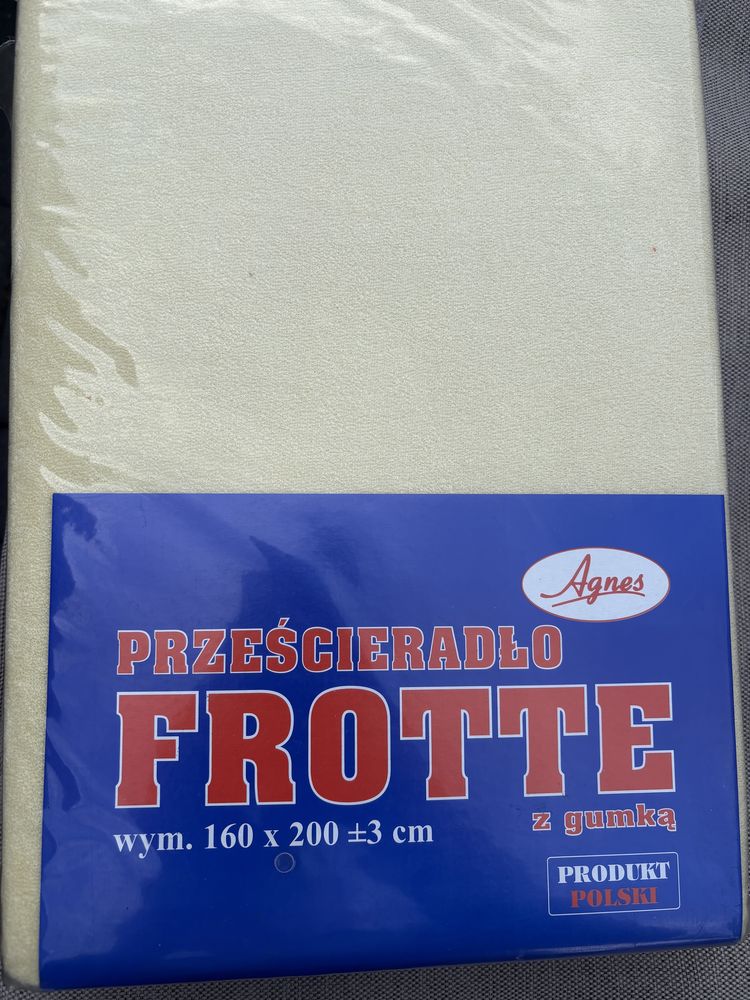 Agnes
PRZEŚCIERADŁO
FROTTE
z gumką
wym. 160 x 200 ±3 cm
PRODUKT
POLSKI